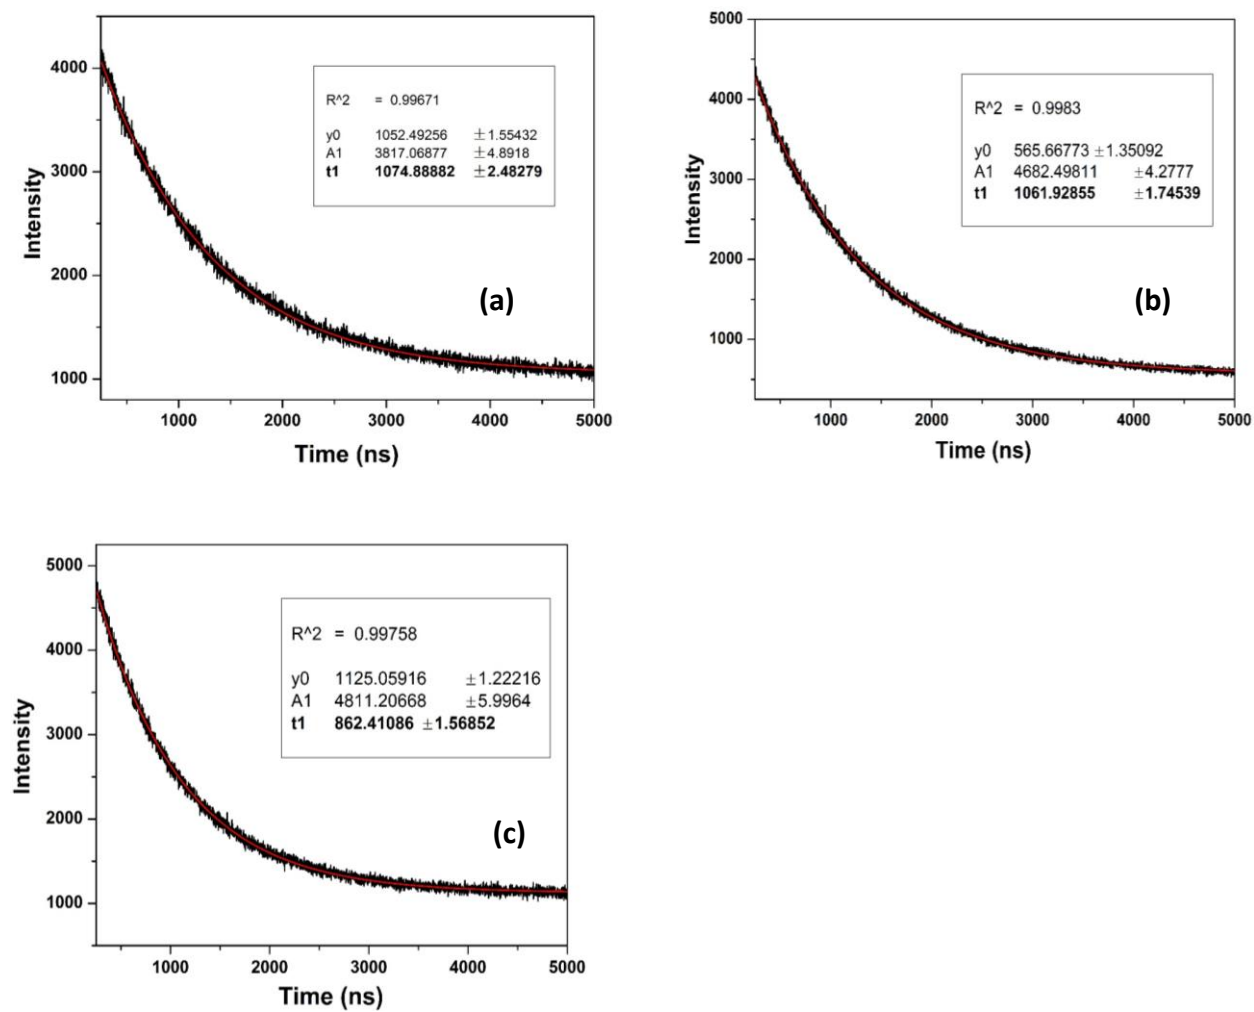 4000
3000
2000
1000
Intensity
R^2 = 0.99671
y0 1052.49256 ±1.55432
A1 3817.06877 ±4.8918
t1 1074.88882 ±2.48279
(a)
1000 2000 3000 4000 5000
Time (ns)
5000
4000
3000
2000
1000
Intensity
R^2 = 0.9983
y0 565.66773 ±1.35092
A1 4682.49811 ±4.2777
t1 1061.92855 ±1.74539
(b)
1000 2000 3000 4000 5000
Time (ns)
5000
4000
3000
2000
1000
Intensity
R^2 = 0.99758
y0 1125.05916 ±1.22216
A1 4811.20668 ±5.9964
t1 862.41086 ±1.56852
(c)
1000 2000 3000 4000 5000
Time (ns)